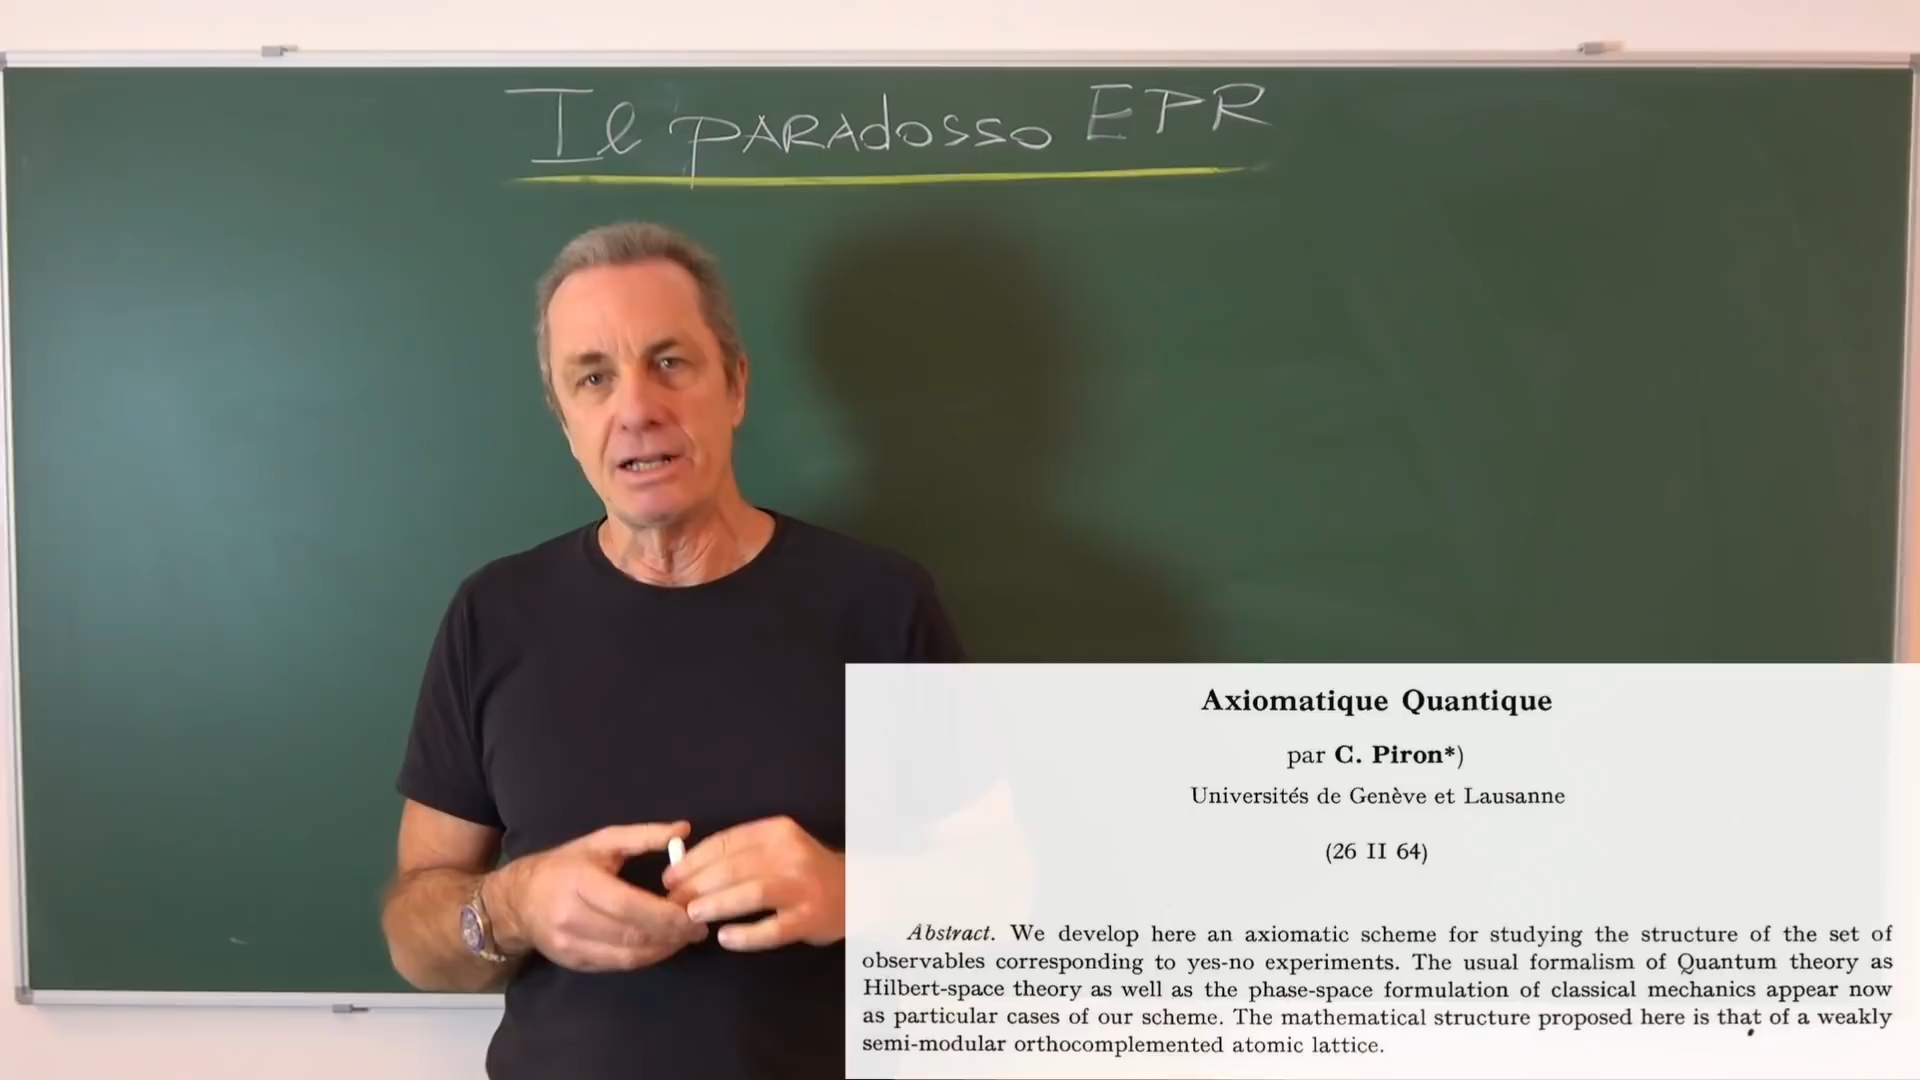 Il paradosso EPR
Axiomatique Quantique
par C. Piron*)
Universités de Genève et Lausanne
(26 II 64)
Abstract. We develop here an axiomatic scheme for studying the structure of the set of
observables corresponding to yes-no experiments. The usual formalism of Quantum theory as
Hilbert-space theory as well as the phase-space formulation of classical mechanics appear now
as particular cases of our scheme. The mathematical structure proposed here is that of a weakly
semi-modular orthocomplemented atomic lattice.